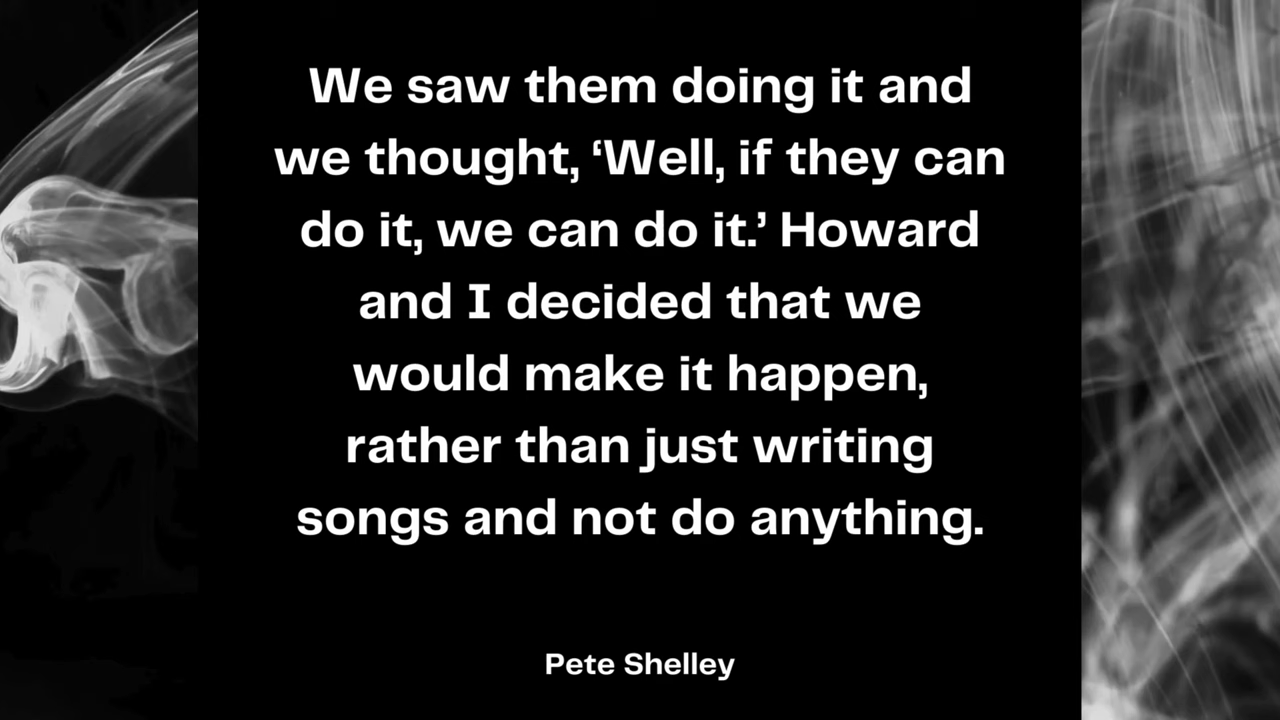 We saw them doing it and
we thought, ‘Well, if they can
do it, we can do it.’ Howard
and I decided that we
would make it happen,
rather than just writing
songs and not do anything.
Pete Shelley